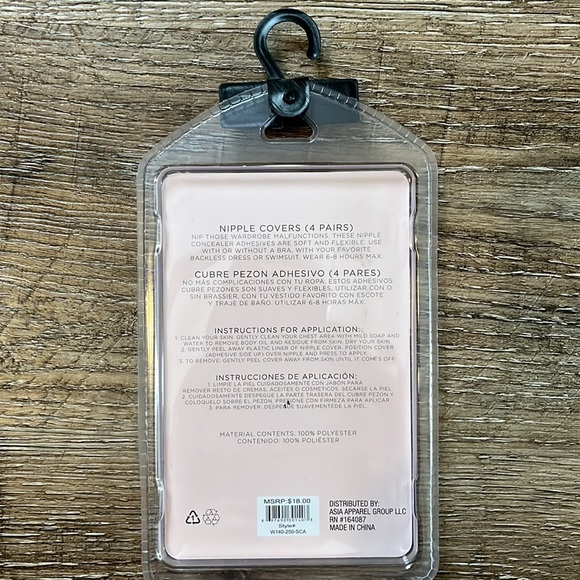 NIPPLE COVERS (4 PAIRS)
NIP THOSE WARDROBE MALFUNCTIONS. THESE NIPPLE
CONCEALER ADHESIVES ARE SOFT AND FLEXIBLE. USE
WITH OR WITHOUT A BRA, WITH YOUR FAVORITE
BACKLESS DRESS OR SWIMSUIT. WEAR 6-8 HOURS MAX.
CUBRE PEZON ADHESIVO (4 PARES)
NO MÁS COMPLICACIONES CON TU ROPA. ESTOS ADHESIVOS
CUBRE PEZONES SON SUAVES Y FLEXIBLES, UTILIZAR CON O
SIN BRASSIER, CON TU VESTIDO FAVORITO CON ESCOTE
Y TRAJE DE BAÑO. UTILIZAR 6-8 HORAS MAX.
INSTRUCTIONS FOR APPLICATION:
1. CLEAN YOUR SKIN. GENTLY CLEAN YOUR CHEST AREA WITH MILD SOAP AND
WATER TO REMOVE BODY OIL AND RESIDUE FROM SKIN. DRY YOUR SKIN.
2. GENTLY PEEL AWAY PLASTIC LINER OF NIPPLE COVER. POSITION COVER
(ADHESIVE SIDE UP) OVER NIPPLE AND PRESS TO APPLY.
3. TO REMOVE: GENTLY PEEL COVER AWAY FROM SKIN UNTIL IT COMES OFF
INSTRUCCIONES DE APLICACIÓN:
1. LIMPIE LA PIEL CUIDADOSAMENTE CON JABÓN PARA
REMOVER RESTO DE CREMAS, ACEITES O COSMÉTICOS. SECARSE LA PIEL
2. CUIDADOSAMENTE DESPEGUE LA PARTE TRASERA DEL CUBRE PEZON Y
COLOQUELO SOBRE EL PEZON. PRESIONE CON FIRMEZA PARA APLICAR
3. PARA REMOVER: DESPEGUE SUAVEMENTE DE LA PIEL
MATERIAL CONTENTS: 100% POLYESTER
CONTENIDO: 100% POLIÉSTER
MSRP:$18.00
Style#
W140-250-SCA
DISTRIBUTED BY:
ASIA APPAREL GROUP LLC
RN #164087
MADE IN CHINA